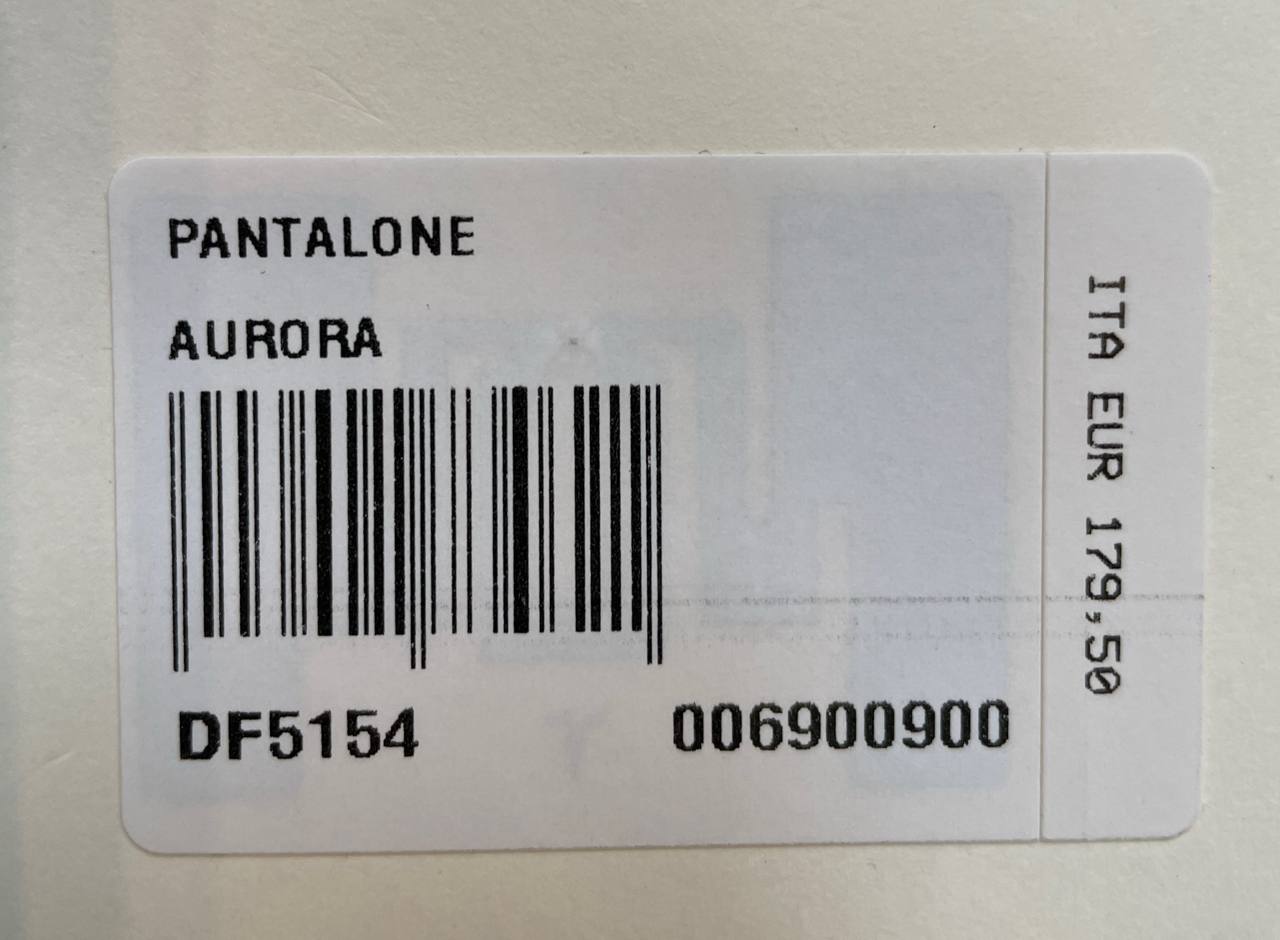 PANTALONE
AURORA
DF5154 006900900
ITA EUR 179,50